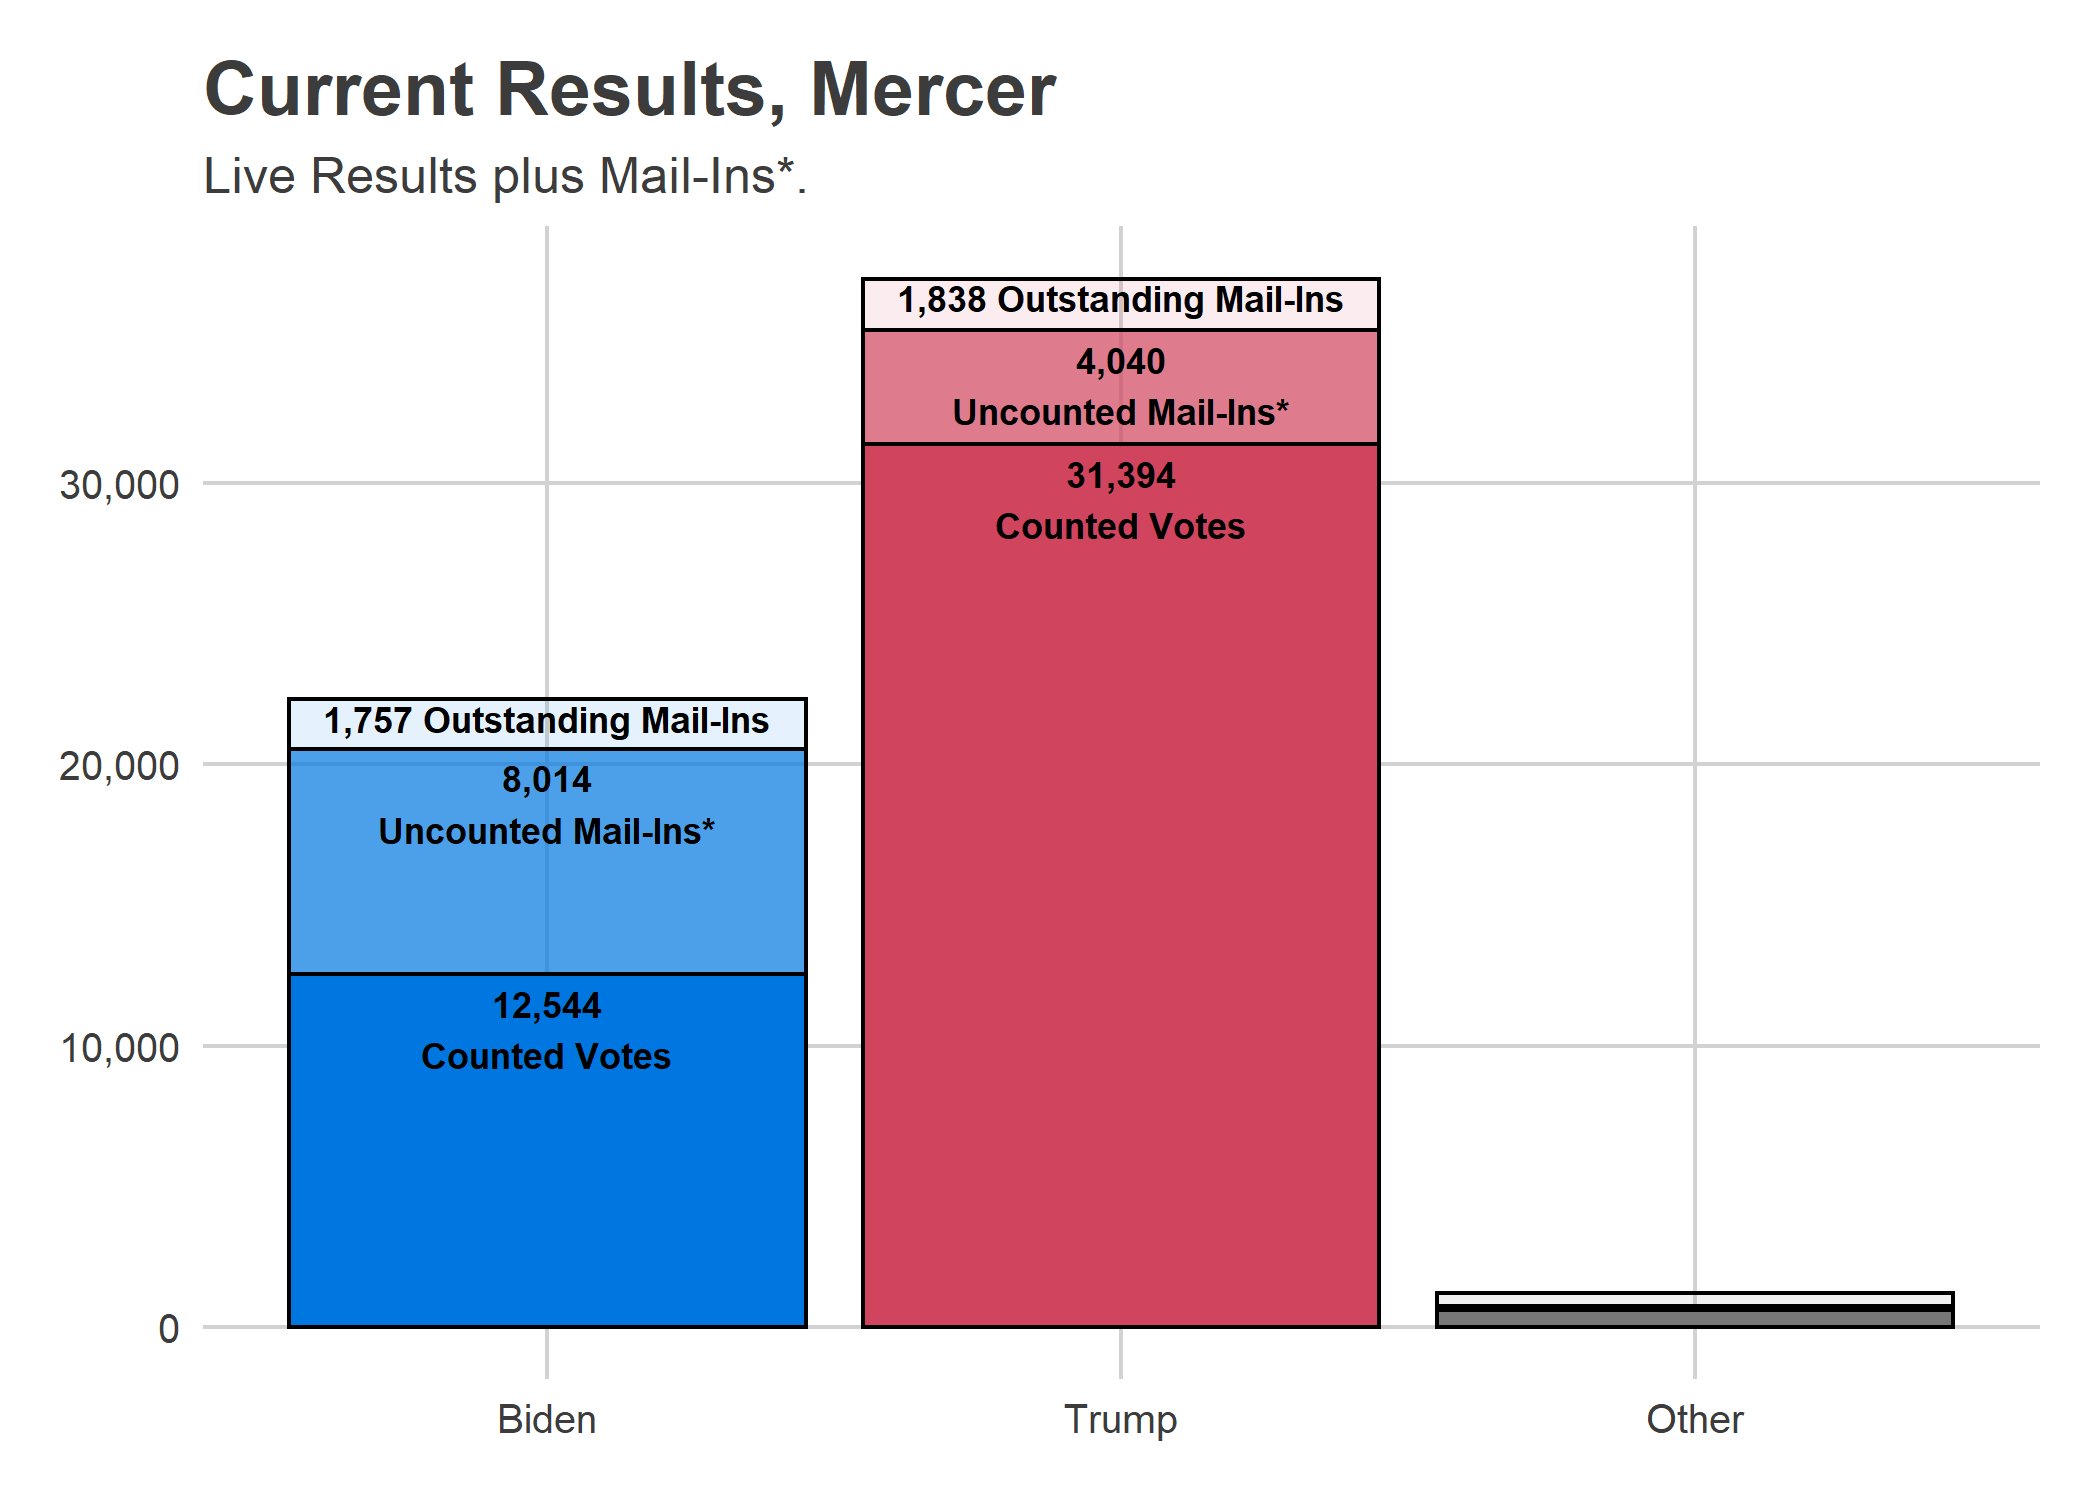 Current Results, Mercer
Live Results plus Mail-Ins*.
1,838 Outstanding Mail-Ins
4,040
Uncounted Mail-Ins*
31,394
Counted Votes
1,757 Outstanding Mail-Ins
8,014
Uncounted Mail-Ins*
12,544
Counted Votes
30,000
20,000
10,000
0
Biden
Trump
Other